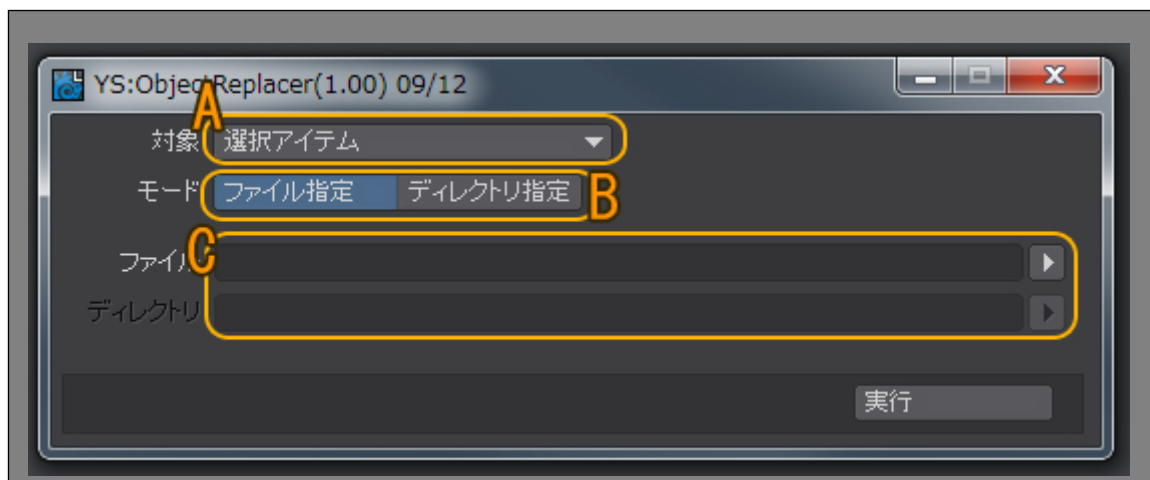 YS:ObjectReplacer(1.00) 09/12
A
対象 選択アイテム
モード ファイル指定 ディレクトリ指定 B
C
ファイル
ディレクトリ
実行